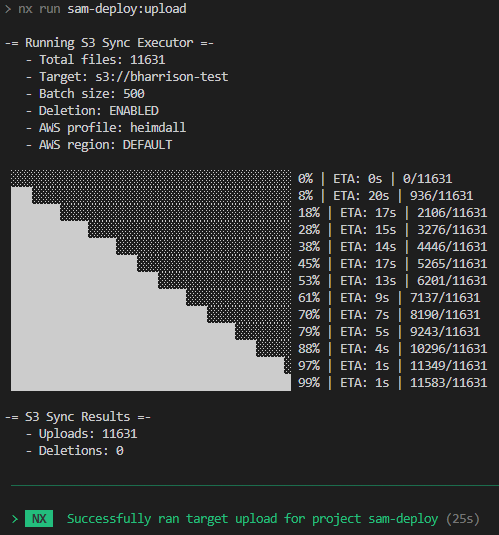 > nx run sam-deploy:upload
-= Running S3 Sync Executor =-
- Total files: 11631
- Target: s3://bharrison-test
- Batch size: 500
- Deletion: ENABLED
- AWS profile: heimdall
- AWS region: DEFAULT
0% | ETA: 0s | 0/11631
8% | ETA: 20s | 936/11631
18% | ETA: 17s | 2106/11631
28% | ETA: 15s | 3276/11631
38% | ETA: 14s | 4446/11631
45% | ETA: 17s | 5265/11631
53% | ETA: 13s | 6201/11631
61% | ETA: 9s | 7137/11631
70% | ETA: 7s | 8190/11631
79% | ETA: 5s | 9243/11631
88% | ETA: 4s | 10296/11631
97% | ETA: 1s | 11349/11631
99% | ETA: 1s | 11583/11631
-= S3 Sync Results =-
- Uploads: 11631
- Deletions: 0
> NX Successfully ran target upload for project sam-deploy (25s)